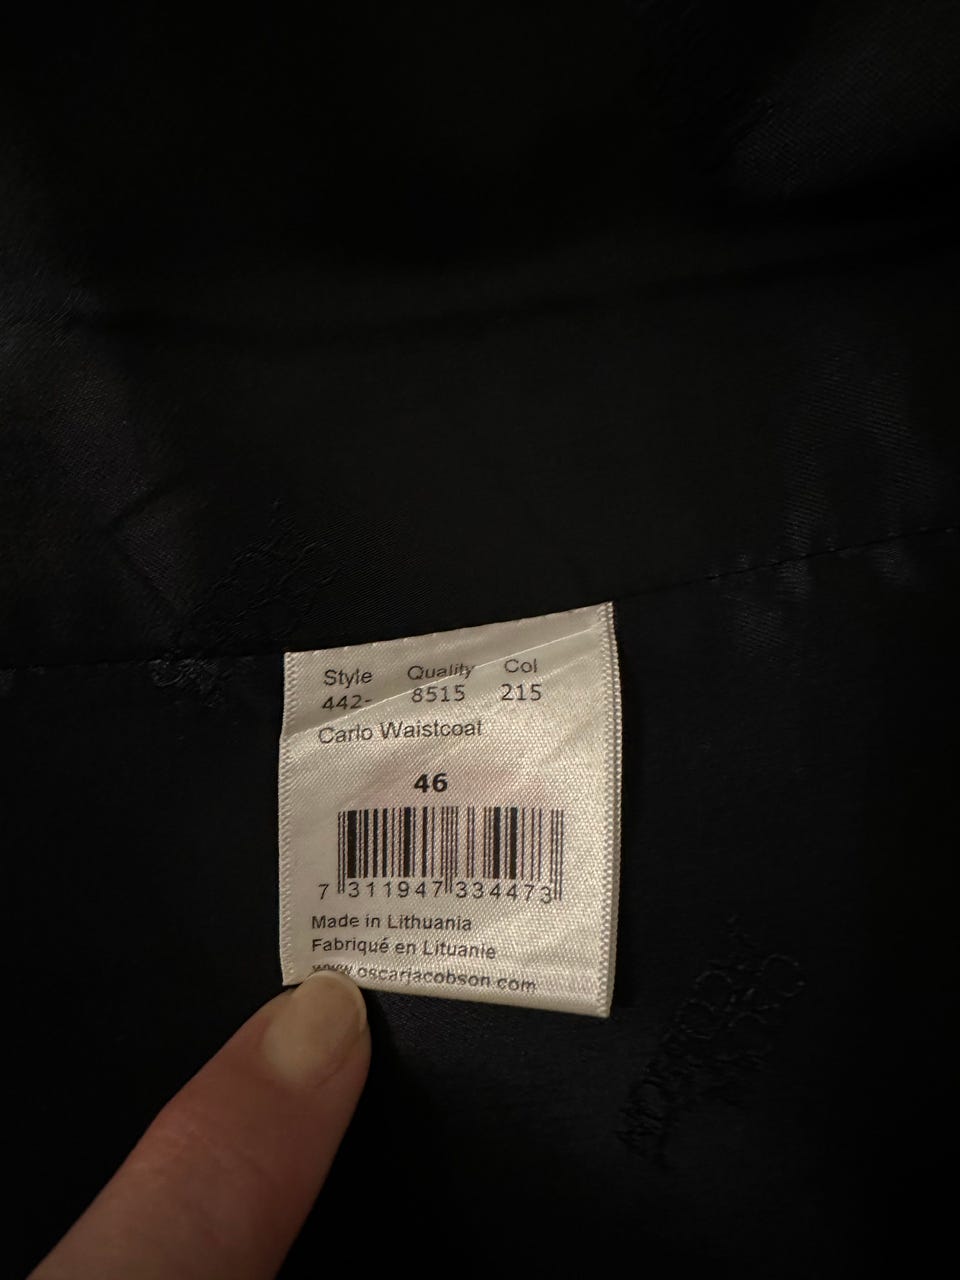 Style Quality Col
442- 8515 215
Carlo Waistcoat
46
7 311947 334473
Made in Lithuania
Fabriqué en Lituanie
www.oscarjacobson.com